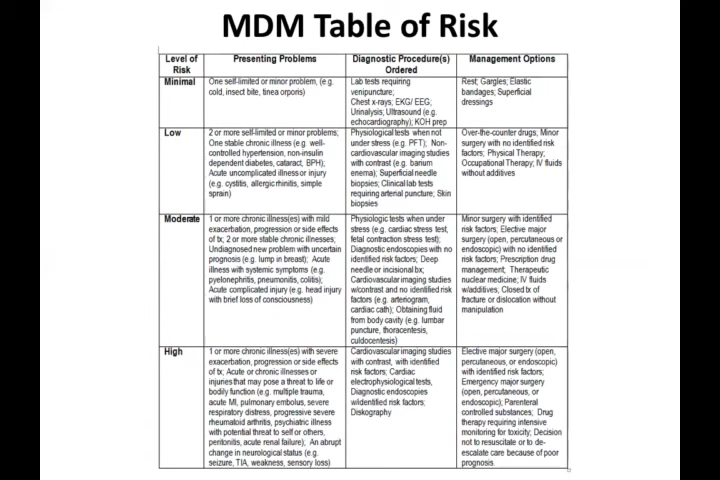 MDM Table of Risk
Level of
Risk
Presenting Problems
Diagnostic Procedure(s)
Ordered
Management Options
Minimal
One self-limited or minor problem, (e.g.
cold, insect bite, tinea orporis)
Lab tests requiring
venipuncture;
Chest x-rays; EKG/ EEG;
Urinalysis; Ultrasound (e.g.
echocardiography); KOH prep
Rest; Gargles; Elastic
bandages; Superficial
dressings
Low
2 or more self-limited or minor problems;
One stable chronic illness (e.g. well-
controlled hypertension, non-insulin
dependent diabetes, cataract, BPH);
Acute uncomplicated illness or injury
(e.g. cystitis, allergic rhinitis, simple
sprain)
Physiological tests when not
under stress (e.g. PFT); Non-
cardiovascular imaging studies
with contrast (e.g. barium
enema); Superficial needle
biopsies; Clinical lab tests
requiring arterial puncture; Skin
biopsies
Over-the-counter drugs; Minor
surgery with no identified risk
factors; Physical Therapy;
Occupational Therapy; IV fluids
without additives
Moderate
1 or more chronic illness(es) with mild
exacerbation, progression or side effects
of tx; 2 or more stable chronic illnesses;
Undiagnosed new problem with uncertain
prognosis (e.g. lump in breast); Acute
illness with systemic symptoms (e.g.
pyelonephritis, pneumonitis, colitis);
Acute complicated injury (e.g. head injury
with brief loss of consciousness)
Physiologic tests when under
stress (e.g. cardiac stress test,
fetal contraction stress test);
Diagnostic endoscopies with no
identified risk factors; Deep
needle or incisional bx;
Cardiovascular imaging studies
w/contrast and no identified risk
factors (e.g. arteriogram,
cardiac cath); Obtaining fluid
from body cavity (e.g. lumbar
puncture, thoracentesis,
culdocentesis)
Minor surgery with identified
risk factors; Elective major
surgery (open, percutaneous or
endoscopic) with no identified
risk factors; Prescription drug
management; Therapeutic
nuclear medicine; IV fluids
w/additives; Closed tx of
fracture or dislocation without
manipulation
High
1 or more chronic illness(es) with severe
exacerbation, progression or side effects
of tx; Acute or chronic illnesses or
injuries that may pose a threat to life or
bodily function (e.g. multiple trauma,
acute MI, pulmonary embolus, severe
respiratory distress, progressive severe
rheumatoid arthritis, psychiatric illness
with potential threat to self or others,
peritonitis, acute renal failure); An abrupt
change in neurological status (e.g.
seizure, TIA, weakness, sensory loss)
Cardiovascular imaging studies
with contrast, with identified
risk factors; Cardiac
electrophysiological tests,
Diagnostic endoscopies
w/identified risk factors;
Diskography
Elective major surgery (open,
percutaneous, or endoscopic)
with identified risk factors;
Emergency major surgery
(open, percutaneous, or
endoscopic); Parenteral
controlled substances; Drug
therapy requiring intensive
monitoring for toxicity; Decision
not to resuscitate or to de-
escalate care because of poor
prognosis